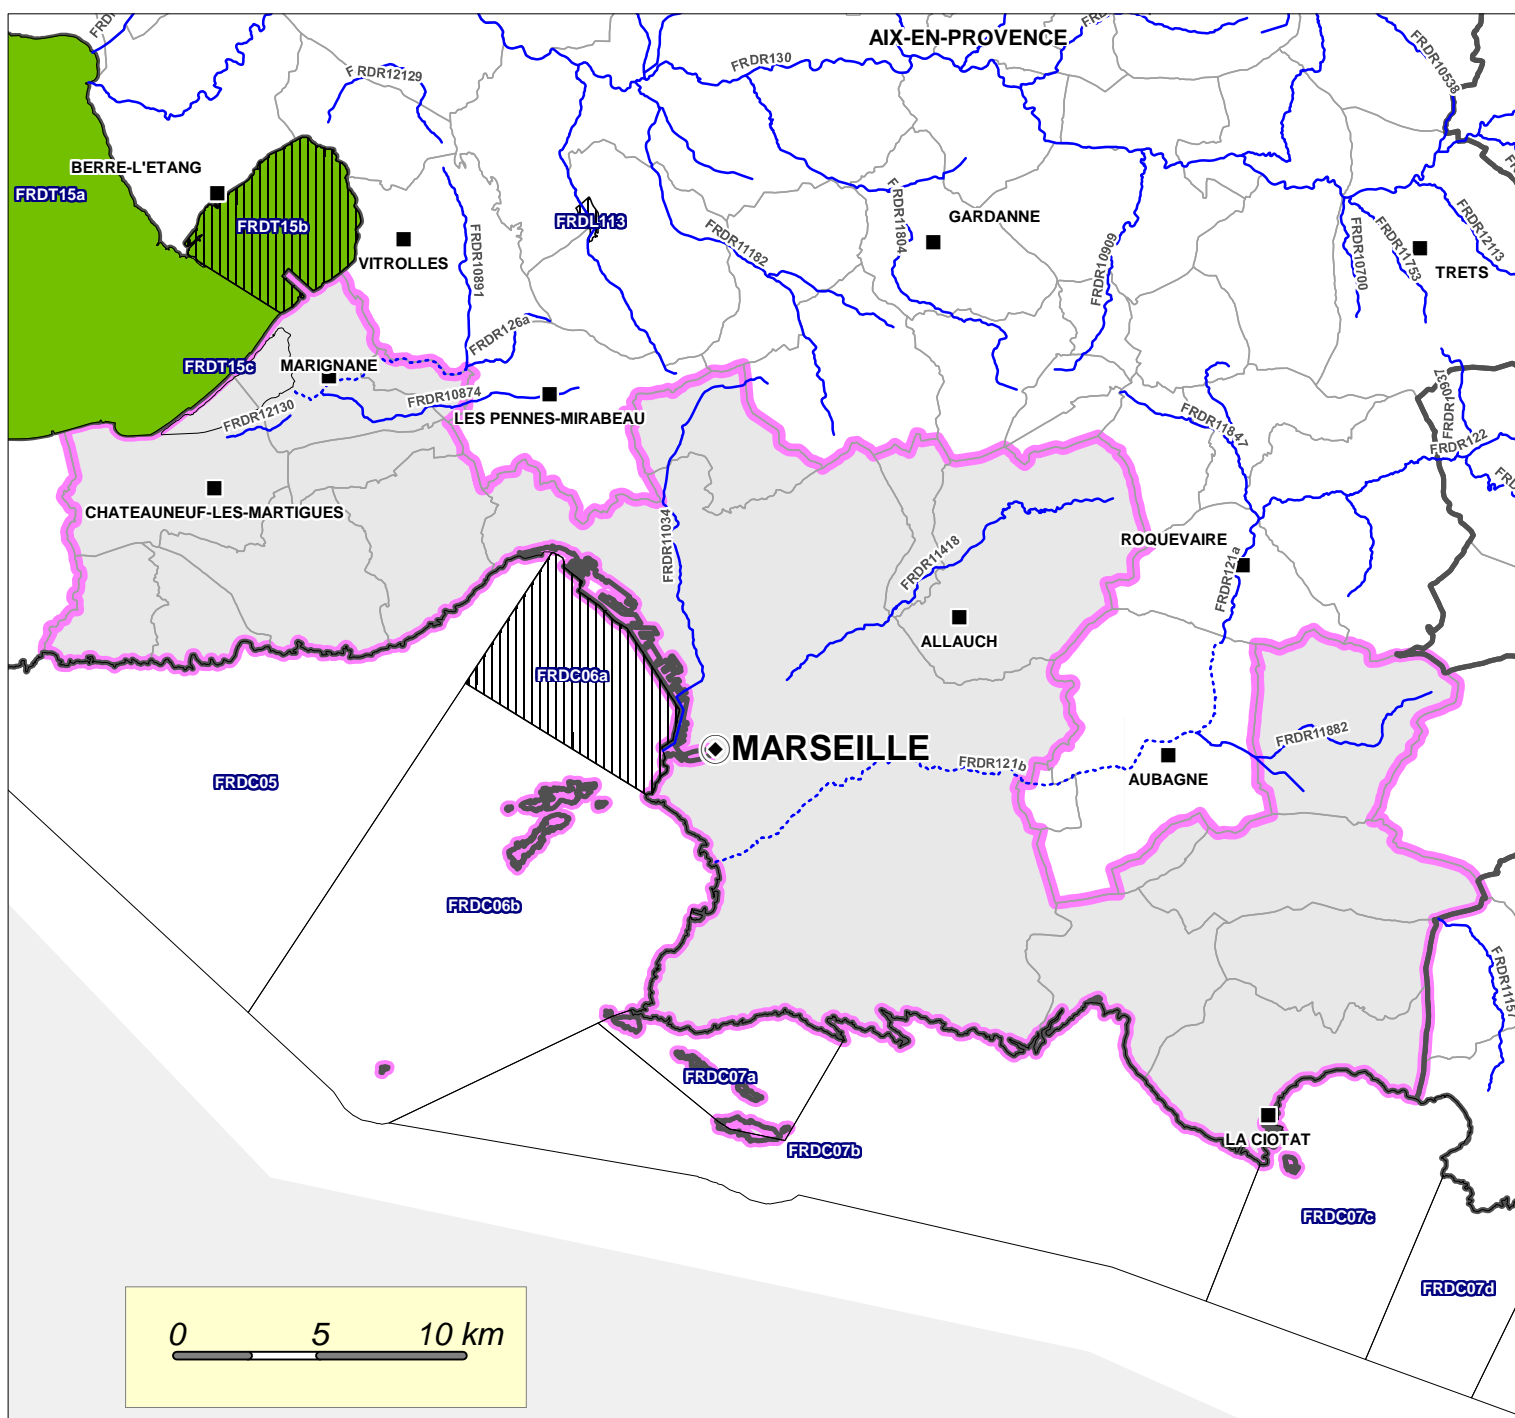 AIX-EN-PROVENCE
FRDR130
FRDR12129
FRDR10538
BERRE-L'ETANG
FRDT15a
FRDT15b
FRDL113
VITROLLES
FRDR10891
FRDR11182
FRDR11804
GARDANNE
FRDR10909
FRDR10700
FRDR11753
FRDR12113
TRETS
FRDR126a
FRDT15c
MARIGNANE
FRDR12130
FRDR10874
LES PENNES-MIRABEAU
FRDR11847
FRDR10937
FRDR122
CHATEAUNEUF-LES-MARTIGUES
FRDR11034
FRDR11418
ROQUEVAIRE
FRDR121a
ALLAUCH
FRDC06a
MARSEILLE
FRDR121b
FRDR11882
AUBAGNE
FRDC05
FRDC06b
FRDR1157
FRDC07a
FRDC07b
LA CIOTAT
FRDC07c
FRDC07d
0 5 10 km